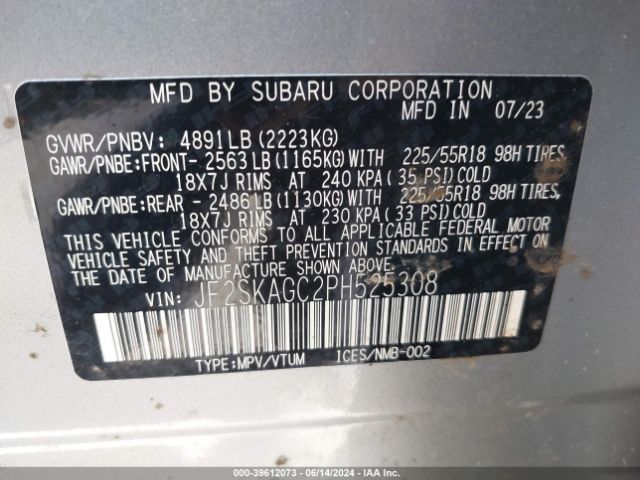 MFD BY SUBARU CORPORATION
MFD IN 07/23
GVWR/PNBV: 4891LB (2223KG)
GAWR/PNBE:FRONT- 2563LB (1165KG)WITH 225/55R18 98H TIRES,
18X7J RIMS AT 240 KPA (35 PSI)COLD
GAWR/PNBE:REAR - 2486LB (1130KG)WITH 225/55R18 98H TIRES,
18X7J RIMS AT 230 KPA (33 PSI)COLD
THIS VEHICLE CONFORMS TO ALL APPLICABLE FEDERAL MOTOR
VEHICLE SAFETY AND THEFT PREVENTION STANDARDS IN EFFECT ON
THE DATE OF MANUFACTURE SHOWN ABOVE.
VIN: JF2SKAGC2PH525308
TYPE:MPV/VTUM ICES/NMB-002
000-39612073 - 06/14/2024 - IAA Inc.